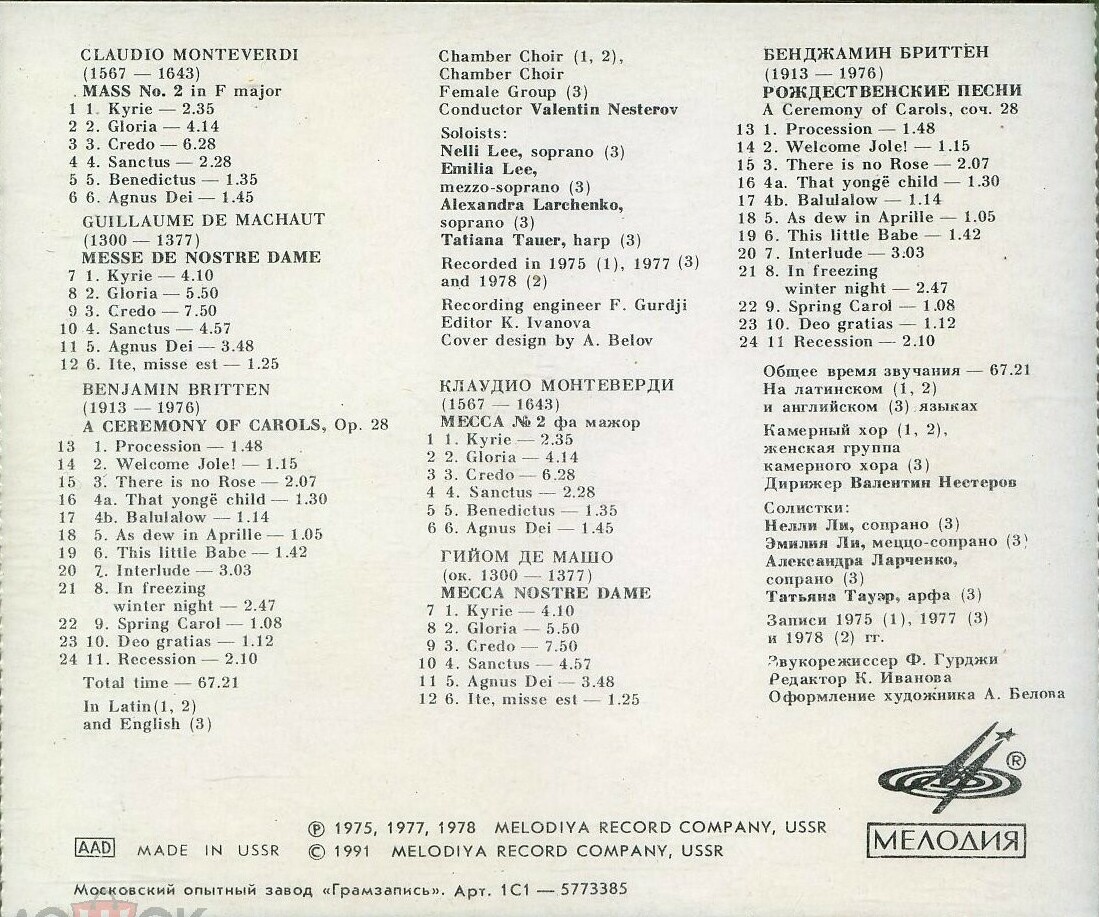 CLAUDIO MONTEVERDI
(1567 — 1643)
MASS No. 2 in F major
1 1. Kyrie — 2.35
2 2. Gloria — 4.14
3 3. Credo — 6.28
4 4. Sanctus — 2.28
5 5. Benedictus — 1.35
6 6. Agnus Dei — 1.45
GUILLAUME DE MACHAUT
(1300 — 1377)
MESSE DE NOSTRE DAME
7 1. Kyrie — 4.10
8 2. Gloria — 5.50
9 3. Credo — 7.50
10 4. Sanctus — 4.57
11 5. Agnus Dei — 3.48
12 6. Ite, misse est — 1.25
BENJAMIN BRITTEN
(1913 — 1976)
A CEREMONY OF CAROLS, Op. 28
13 1. Procession — 1.48
14 2. Welcome Jole! — 1.15
15 3. There is no Rose — 2.07
16 4a. That yongë child — 1.30
17 4b. Balulalow — 1.14
18 5. As dew in Aprille — 1.05
19 6. This little Babe — 1.42
20 7. Interlude — 3.03
21 8. In freezing
winter night — 2.47
22 9. Spring Carol — 1.08
23 10. Deo gratias — 1.12
24 11. Recession — 2.10
Total time — 67.21
In Latin(1, 2)
and English (3)
Chamber Choir (1, 2),
Chamber Choir
Female Group (3)
Conductor Valentin Nesterov
Soloists:
Nelli Lee, soprano (3)
Emilia Lee,
mezzo-soprano (3)
Alexandra Larchenko,
soprano (3)
Tatiana Tauer, harp (3)
Recorded in 1975 (1), 1977 (3)
and 1978 (2)
Recording engineer F. Gurdji
Editor K. Ivanova
Cover design by A. Belov
КЛАУДИО МОНТЕВЕРДИ
(1567 — 1643)
МЕССА № 2 фа мажор
1 1. Kyrie — 2.35
2 2. Gloria — 4.14
3 3. Credo — 6.28
4 4. Sanctus — 2.28
5 5. Benedictus — 1.35
6 6. Agnus Dei — 1.45
ГИЙОМ ДЕ МАШО
(ок. 1300 — 1377)
МЕССА NOSTRE DAME
7 1. Kyrie — 4.10
8 2. Gloria — 5.50
9 3. Credo — 7.50
10 4. Sanctus — 4.57
11 5. Agnus Dei — 3.48
12 6. Ite, misse est — 1.25
БЕНДЖАМИН БРИТТЕН
(1913 — 1976)
РОЖДЕСТВЕНСКИЕ ПЕСНИ
A Ceremony of Carols, соч. 28
13 1. Procession — 1.48
14 2. Welcome Jole! — 1.15
15 3. There is no Rose — 2.07
16 4a. That yongë child — 1.30
17 4b. Balulalow — 1.14
18 5. As dew in Aprille — 1.05
19 6. This little Babe — 1.42
20 7. Interlude — 3.03
21 8. In freezing
winter night — 2.47
22 9. Spring Carol — 1.08
23 10. Deo gratias — 1.12
24 11 Recession — 2.10
Общее время звучания — 67.21
На латинском (1, 2)
и английском (3) языках
Камерный хор (1, 2),
женская группа
камерного хора (3)
Дирижер Валентин Нестеров
Солистки:
Нелли Ли, сопрано (3)
Эмилия Ли, меццо-сопрано (3)
Александра Ларченко,
сопрано (3)
Татьяна Тауэр, арфа (3)
Записи 1975 (1), 1977 (3)
и 1978 (2) гг.
Звукорежиссер Ф. Гурджи
Редактор К. Иванова
Оформление художника А. Белова
®
МЕЛОДИЯ
℗ 1975, 1977, 1978 MELODIYA RECORD COMPANY, USSR
AAD MADE IN USSR © 1991 MELODIYA RECORD COMPANY, USSR
Московский опытный завод «Грамзапись». Арт. 1С1 — 5773385